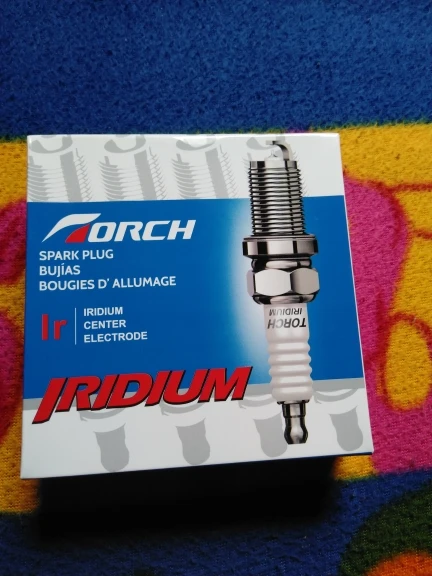 TORCH
SPARK PLUG
BUJÍAS
BOUGIES D' ALLUMAGE
Ir
IRIDIUM
CENTER
ELECTRODE
TORCH
IRIDIUM
IRIDIUM